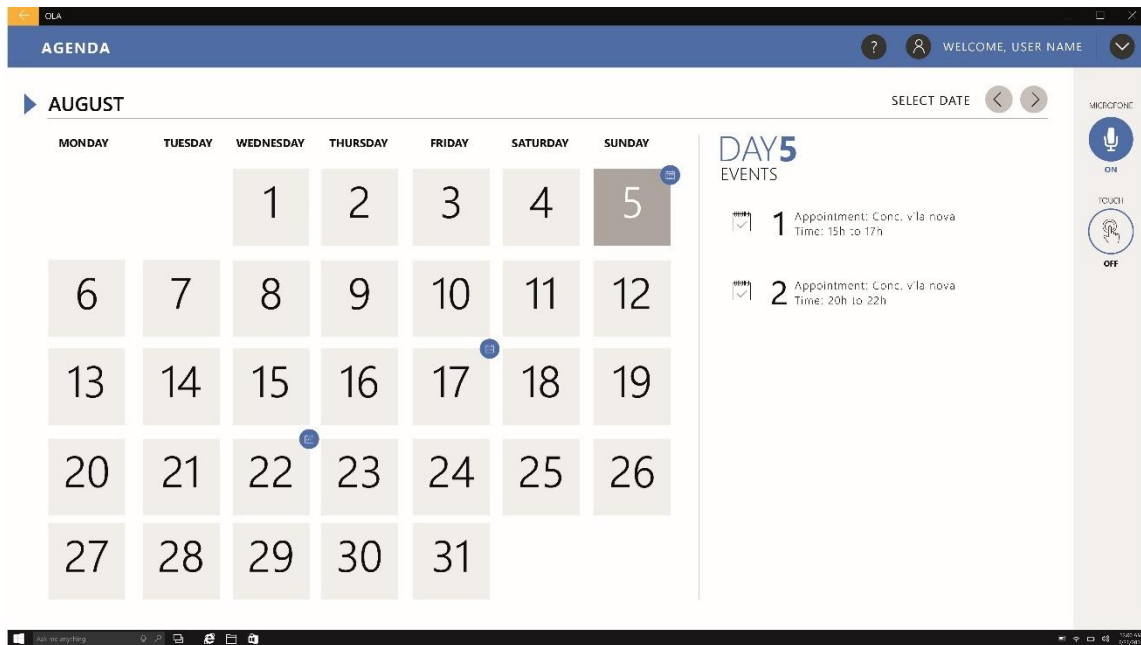 OLA
AGENDA
? WELCOME, USER NAME
AUGUST
SELECT DATE
MICROFONE
MONDAY TUESDAY WEDNESDAY THURSDAY FRIDAY SATURDAY SUNDAY
1 2 3 4 5
6 7 8 9 10 11 12
13 14 15 16 17 18 19
20 21 22 23 24 25 26
27 28 29 30 31
DAY5
EVENTS
1 Appointment: Conc. vila nova
Time: 15h to 17h
2 Appointment: Conc. vila nova
Time: 20h to 22h
ON
TOUCH
OFF
Ask me anything